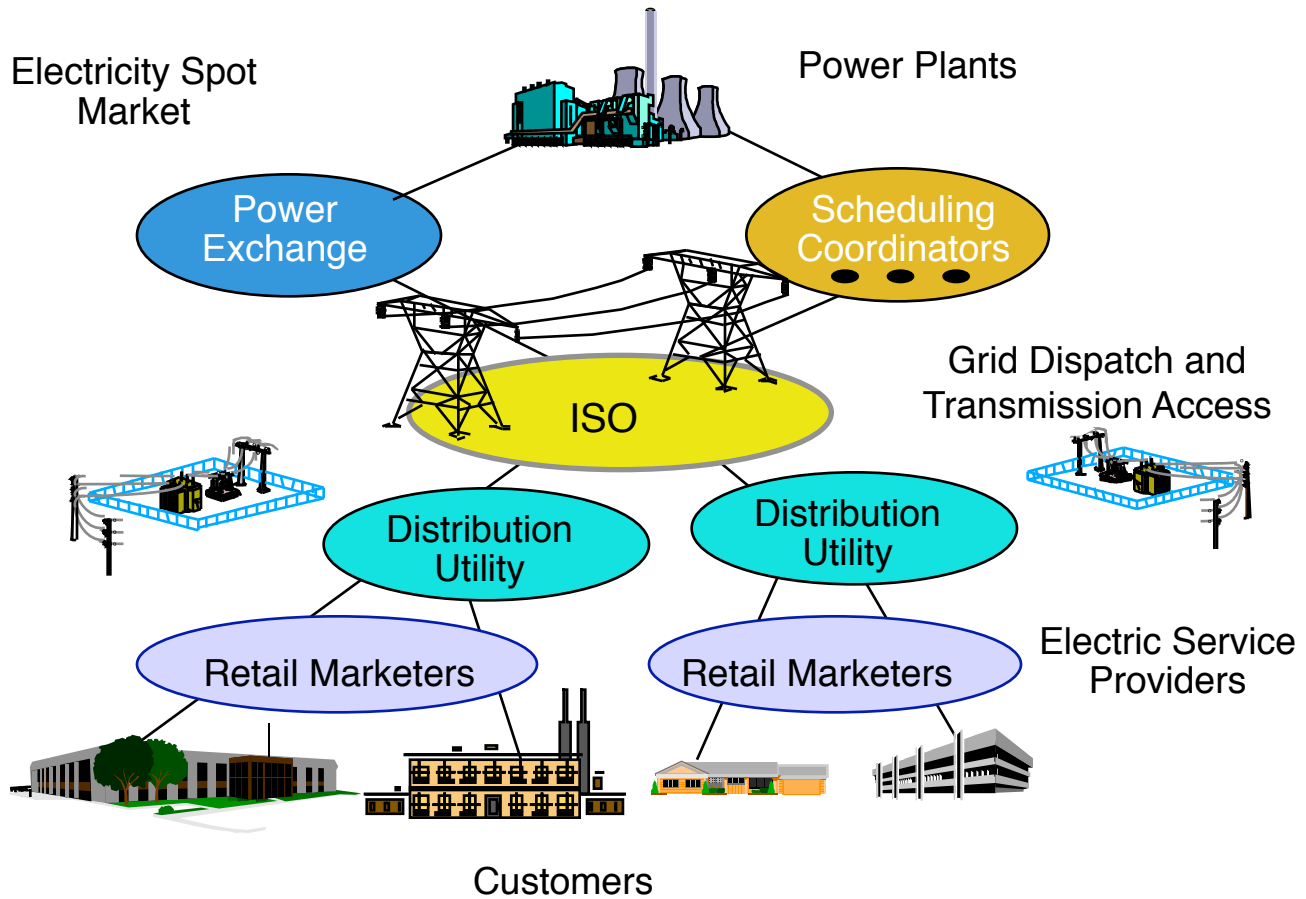 Electricity Spot
Market
Power Plants
Power
Exchange
Scheduling
Coordinators
Grid Dispatch and
Transmission Access
ISO
Distribution
Utility
Distribution
Utility
Retail Marketers
Retail Marketers
Electric Service
Providers
Customers